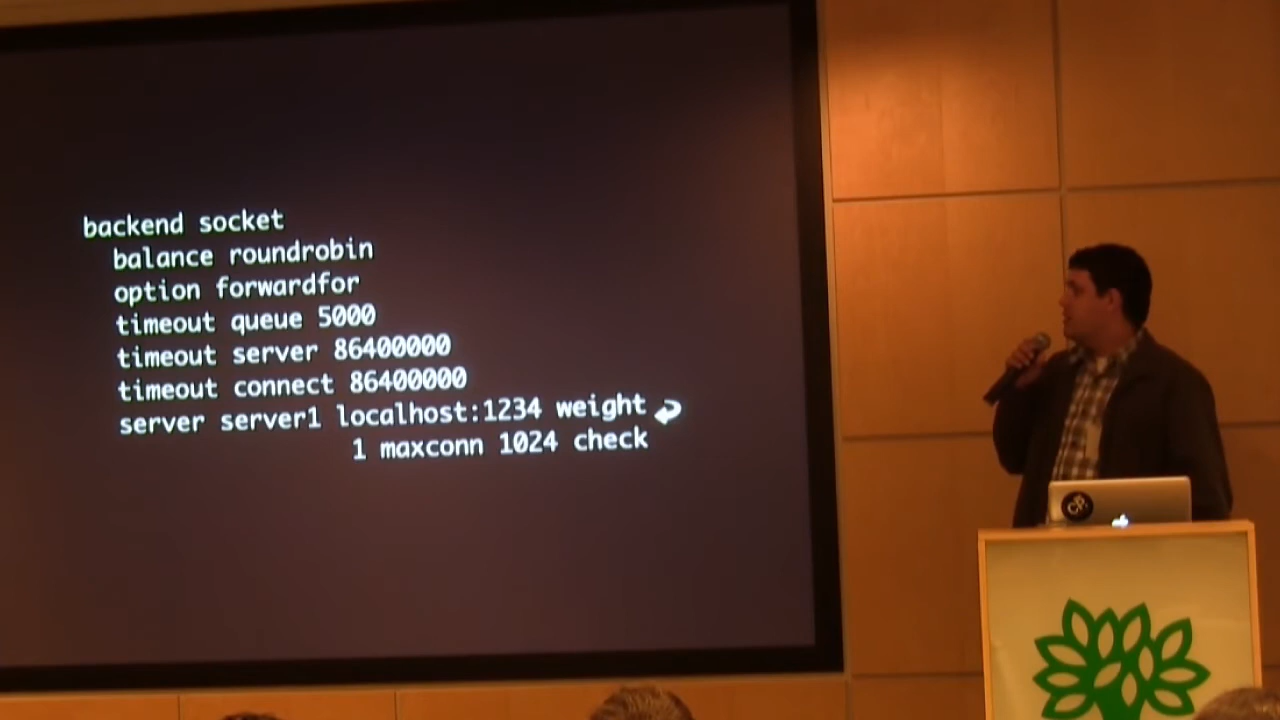 backend socket
balance roundrobin
option forwardfor
timeout queue 5000
timeout server 86400000
timeout connect 86400000
server server1 localhost:1234 weight
1 maxconn 1024 check